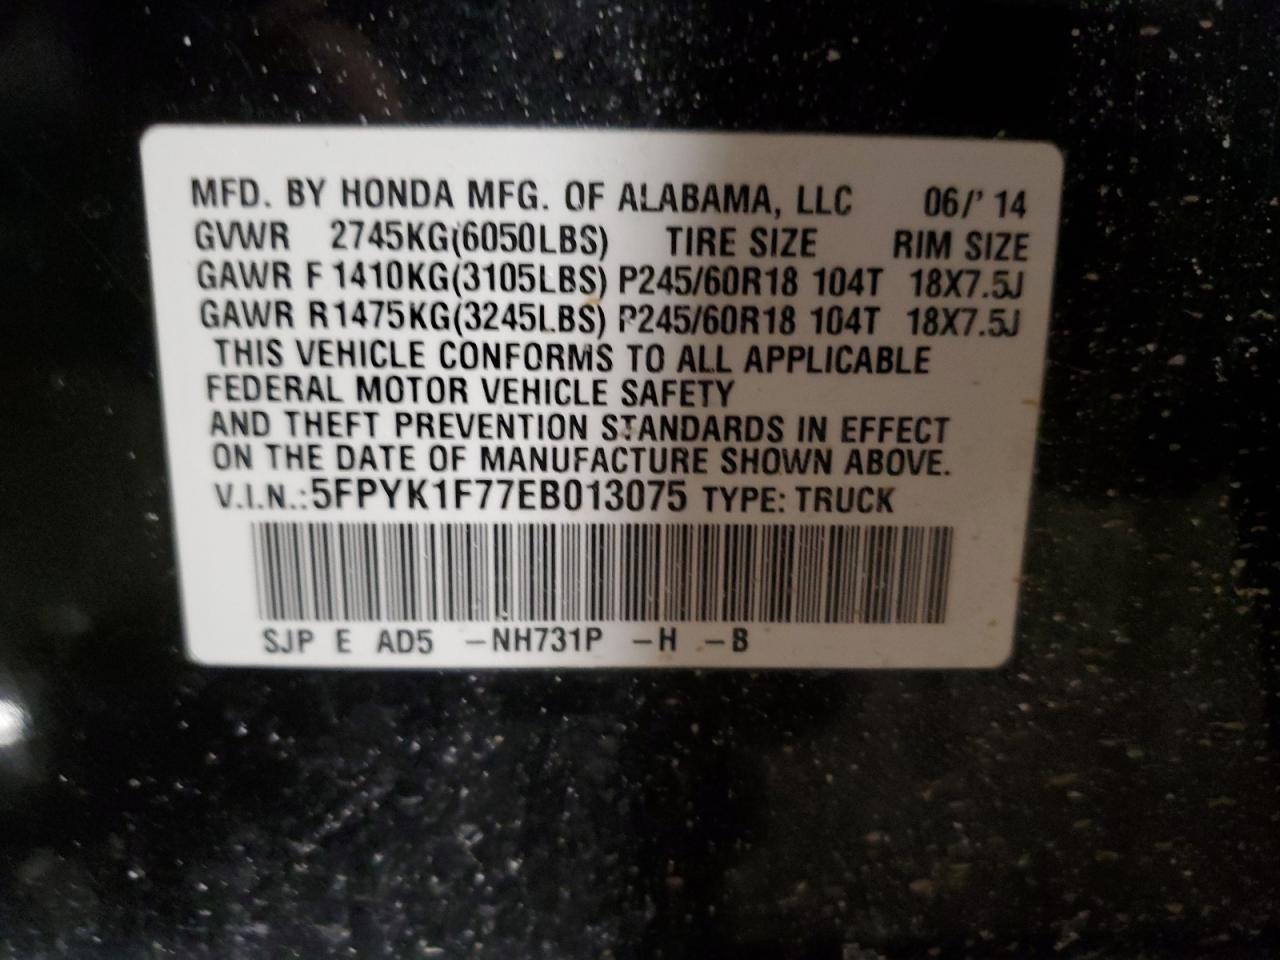 MFD. BY HONDA MFG. OF ALABAMA, LLC 06/' 14
GVWR 2745KG(6050LBS) TIRE SIZE RIM SIZE
GAWR F 1410KG(3105LBS) P245/60R18 104T 18X7.5J
GAWR R1475KG(3245LBS) P245/60R18 104T 18X7.5J
THIS VEHICLE CONFORMS TO ALL APPLICABLE
FEDERAL MOTOR VEHICLE SAFETY
AND THEFT PREVENTION STANDARDS IN EFFECT
ON THE DATE OF MANUFACTURE SHOWN ABOVE.
V.I.N.:5FPYK1F77EB013075 TYPE: TRUCK
SJP E AD5 –NH731P –H –B